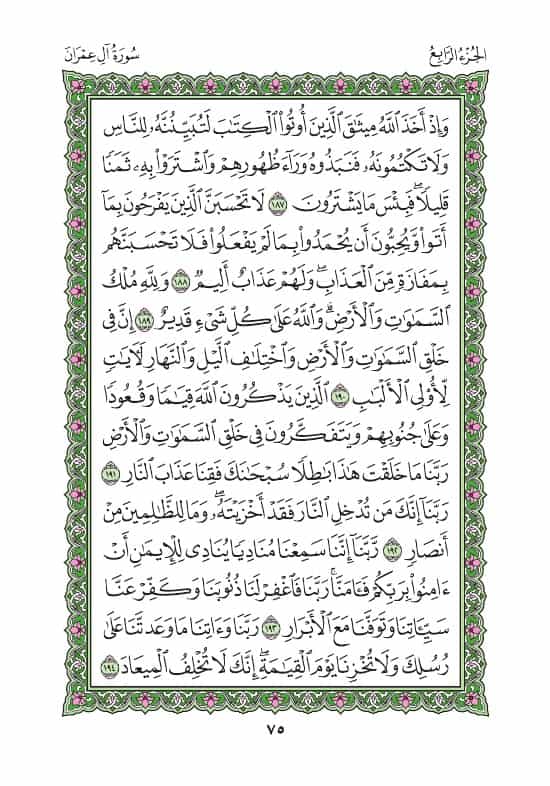 الجُزْءُ الرَّابِعُ
سُورَةُ آلِ عِمْرَانَ
وَإِذْ أَخَذَ ٱللَّهُ مِيثَٰقَ ٱلَّذِينَ أُوتُوا۟ ٱلْكِتَٰبَ لَتُبَيِّنُنَّهُۥ لِلنَّاسِ
وَلَا تَكْتُمُونَهُۥ فَنَبَذُوهُ وَرَآءَ ظُهُورِهِمْ وَٱشْتَرَوْا۟ بِهِۦ ثَمَنًا
قَلِيلًا ۖ فَبِئْسَ مَا يَشْتَرُونَ ١٨٧ لَا تَحْسَبَنَّ ٱلَّذِينَ يَفْرَحُونَ بِمَآ
أَتَوا۟ وَّيُحِبُّونَ أَن يُحْمَدُوا۟ بِمَا لَمْ يَفْعَلُوا۟ فَلَا تَحْسَبَنَّهُم
بِمَفَازَةٍ مِّنَ ٱلْعَذَابِ ۖ وَلَهُمْ عَذَابٌ أَلِيمٌ ١٨٨ وَلِلَّهِ مُلْكُ
ٱلسَّمَٰوَٰتِ وَٱلْأَرْضِ ۗ وَٱللَّهُ عَلَىٰ كُلِّ شَىْءٍ قَدِيرٌ ١٨٩ إِنَّ فِى
خَلْقِ ٱلسَّمَٰوَٰتِ وَٱلْأَرْضِ وَٱخْتِلَٰفِ ٱلَّيْلِ وَٱلنَّهَارِ لَءَايَٰتٍ
لِّأُو۟لِى ٱلْأَلْبَٰبِ ١٩٠ ٱلَّذِينَ يَذْكُرُونَ ٱللَّهَ قِيَٰمًا وَقُعُودًا
وَعَلَىٰ جُنُوبِهِمْ وَيَتَفَكَّرُونَ فِى خَلْقِ ٱلسَّمَٰوَٰتِ وَٱلْأَرْضِ
رَبَّنَا مَا خَلَقْتَ هَٰذَا بَٰطِلًا سُبْحَٰنَكَ فَقِنَا عَذَابَ ٱلنَّارِ ١٩١
رَبَّنَآ إِنَّكَ مَن تُدْخِلِ ٱلنَّارَ فَقَدْ أَخْزَيْتَهُۥ ۖ وَمَا لِلظَّٰلِمِينَ مِنْ
أَنصَارٍ ١٩٢ رَّبَّنَآ إِنَّنَا سَمِعْنَا مُنَادِيًا يُنَادِى لِلْإِيمَٰنِ أَنْ
ءَامِنُوا۟ بِرَبِّكُمْ فَـَٔامَنَّا ۚ رَبَّنَا فَٱغْفِرْ لَنَا ذُنُوبَنَا وَكَفِّرْ عَنَّا
سَيِّـَٔاتِنَا وَتَوَفَّنَا مَعَ ٱلْأَبْرَارِ ١٩٣ رَبَّنَا وَءَاتِنَا مَا وَعَدتَّنَا عَلَىٰ
رُسُلِكَ وَلَا تُخْزِنَا يَوْمَ ٱلْقِيَٰمَةِ ۗ إِنَّكَ لَا تُخْلِفُ ٱلْمِيعَادَ ١٩٤
٧٥